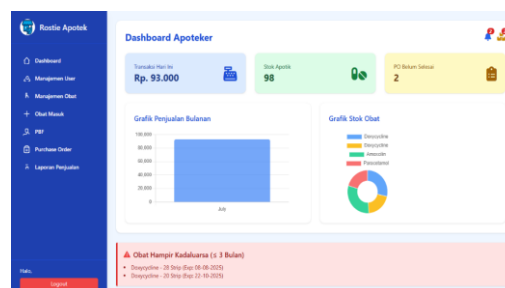 Rostie Apotek
Dashboard
Manajemen User
Manajemen Obat
Obat Masuk
PBF
Purchase Order
Laporan Penjualan
Halo,
Logout
Dashboard Apoteker
Transaksi Hari Ini
Rp. 93.000
Stok Apotik
98
PO Belum Selesai
2
Grafik Penjualan Bulanan
100,000
80,000
60,000
40,000
20,000
0
July
Grafik Stok Obat
Doxycycline
Doxycycline
Amoxsler
Paracetamol
Obat Hampir Kadaluarsa (≤ 3 Bulan)
Doxycycline - 28 Strip (Exp: 08-08-2025)
Doxycycline - 20 Strip (Exp: 22-10-2025)